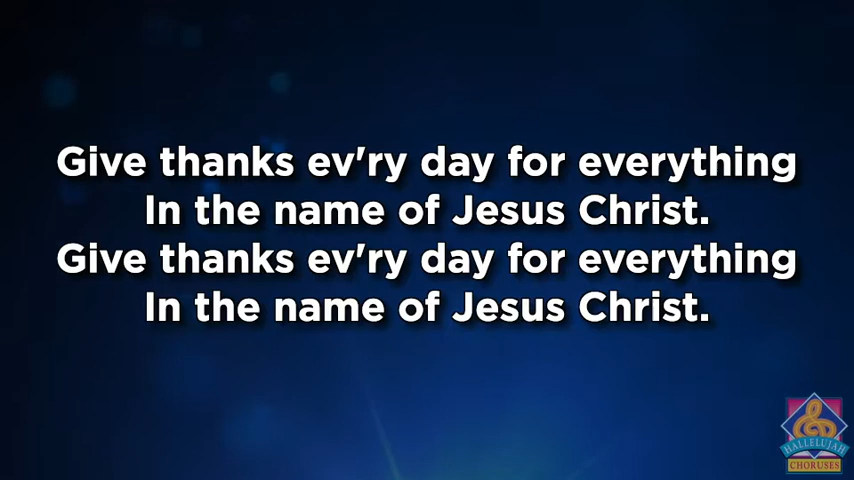 Give thanks ev'ry day for everything
In the name of Jesus Christ.
Give thanks ev'ry day for everything
In the name of Jesus Christ.
HALLELUJAH
CHORUSES